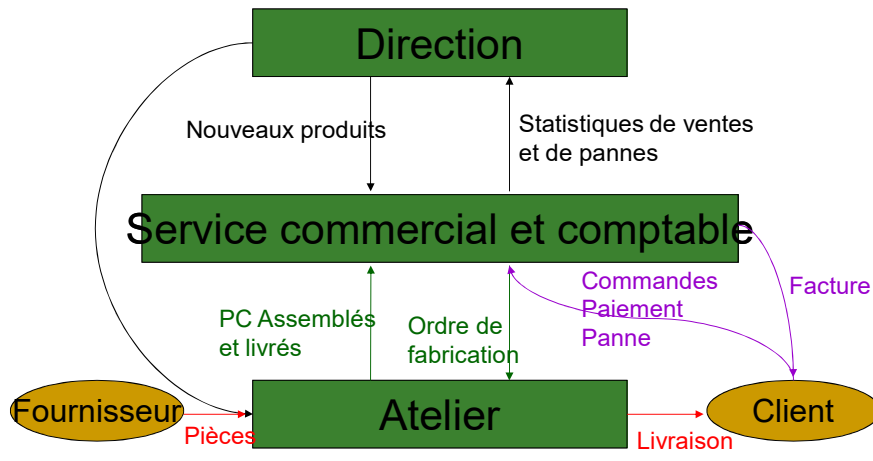 Direction
Nouveaux produits
Statistiques de ventes
et de pannes
Service commercial et comptable
PC Assemblés
et livrés
Ordre de
fabrication
Commandes
Paiement
Panne
Facture
Fournisseur
Pièces
Atelier
Livraison
Client